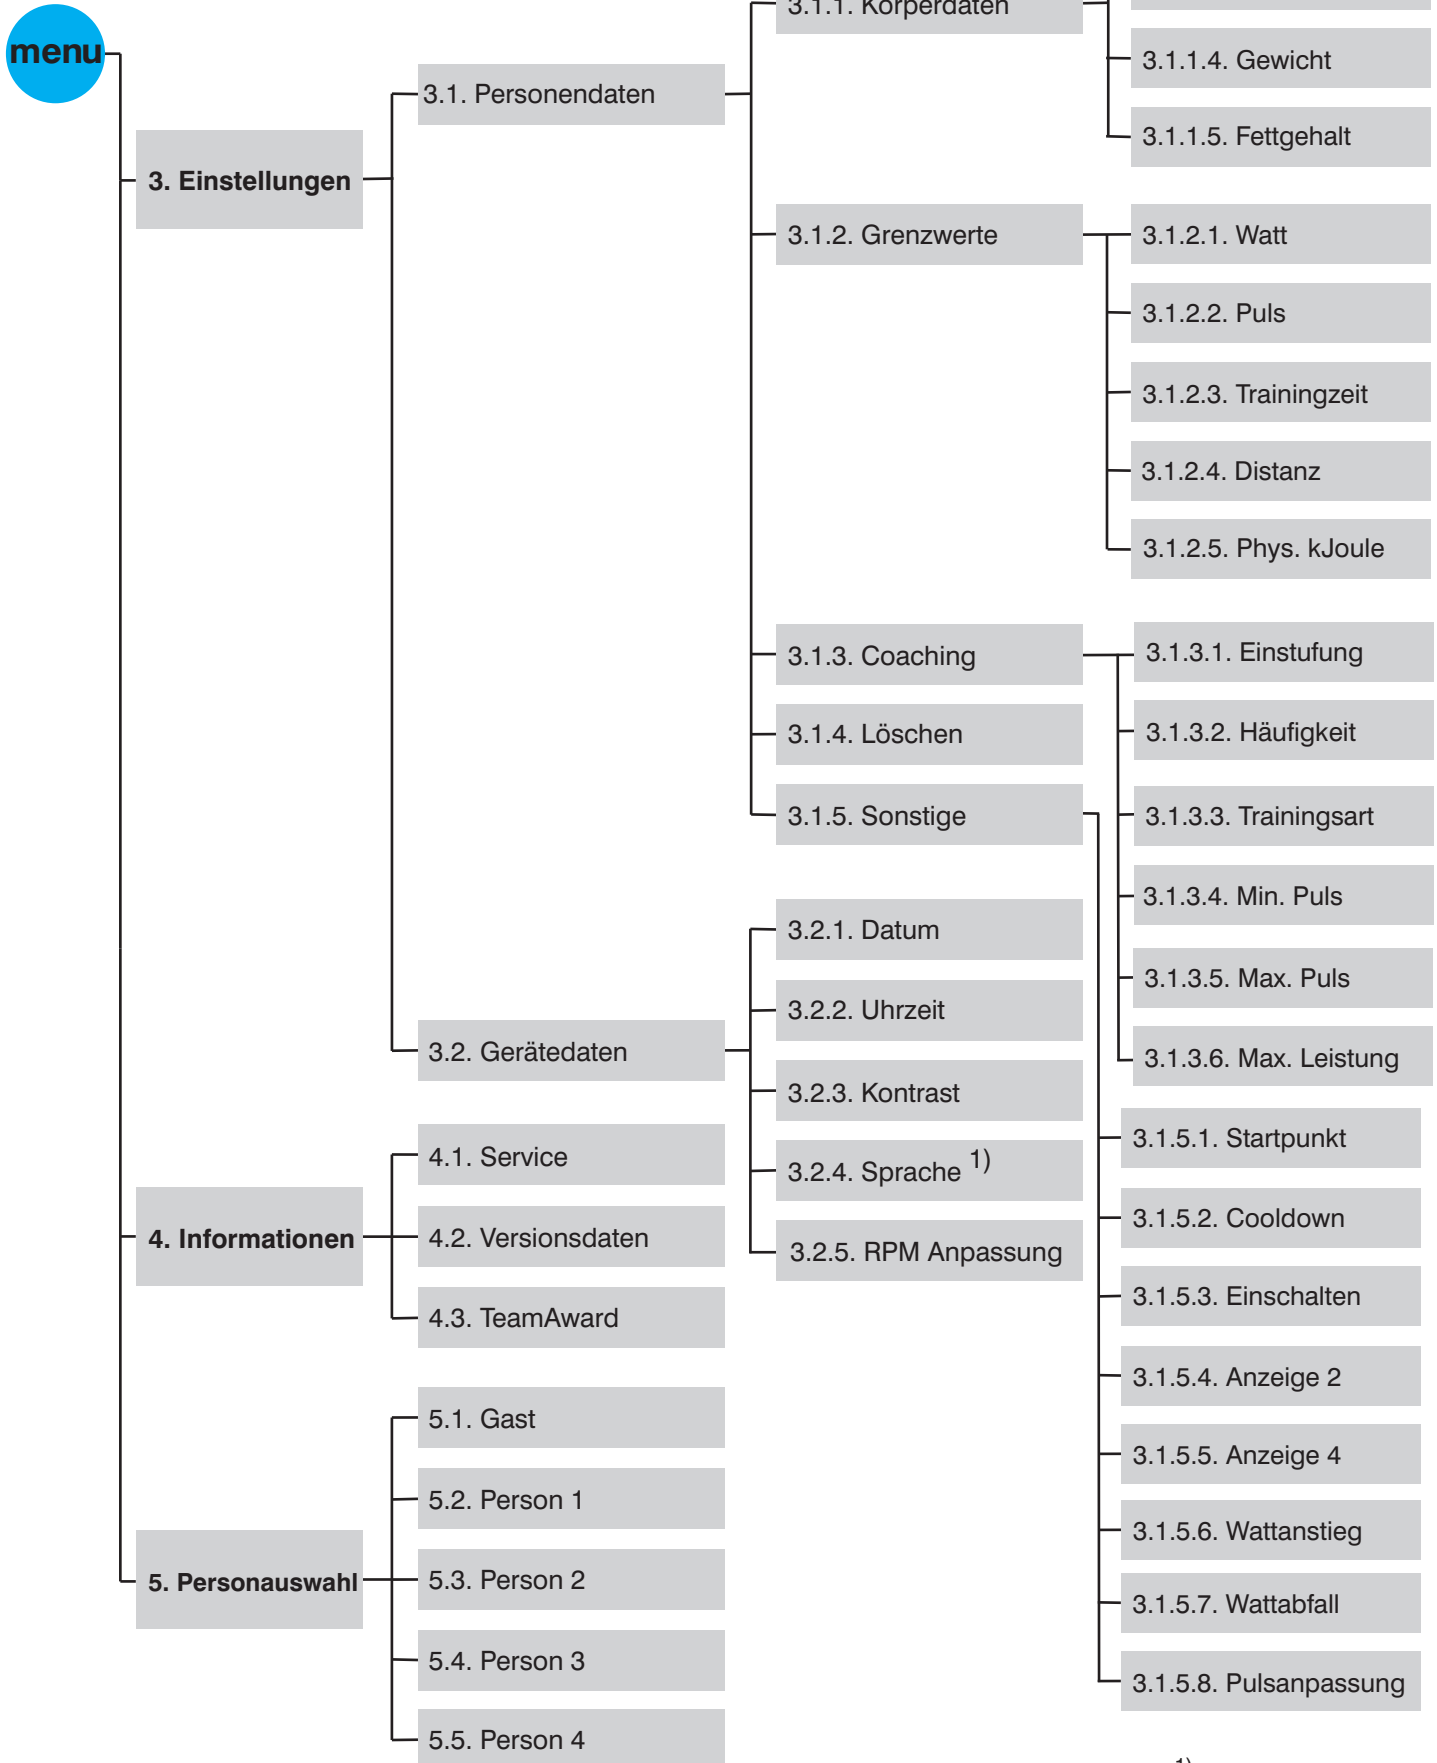 menu
3. Einstellungen
3.1. Personendaten
3.1.1. Körperdaten
3.1.1.4. Gewicht
3.1.1.5. Fettgehalt
3.1.2. Grenzwerte
3.1.2.1. Watt
3.1.2.2. Puls
3.1.2.3. Trainingzeit
3.1.2.4. Distanz
3.1.2.5. Phys. kJoule
3.1.3. Coaching
3.1.3.1. Einstufung
3.1.3.2. Häufigkeit
3.1.3.3. Trainingsart
3.1.3.4. Min. Puls
3.1.3.5. Max. Puls
3.1.3.6. Max. Leistung
3.1.4. Löschen
3.1.5. Sonstige
3.1.5.1. Startpunkt
3.1.5.2. Cooldown
3.1.5.3. Einschalten
3.1.5.4. Anzeige 2
3.1.5.5. Anzeige 4
3.1.5.6. Wattanstieg
3.1.5.7. Wattabfall
3.1.5.8. Pulsanpassung
3.2. Gerätedaten
3.2.1. Datum
3.2.2. Uhrzeit
3.2.3. Kontrast
3.2.4. Sprache 1)
3.2.5. RPM Anpassung
4. Informationen
4.1. Service
4.2. Versionsdaten
4.3. TeamAward
5. Personauswahl
5.1. Gast
5.2. Person 1
5.3. Person 2
5.4. Person 3
5.5. Person 4
1)